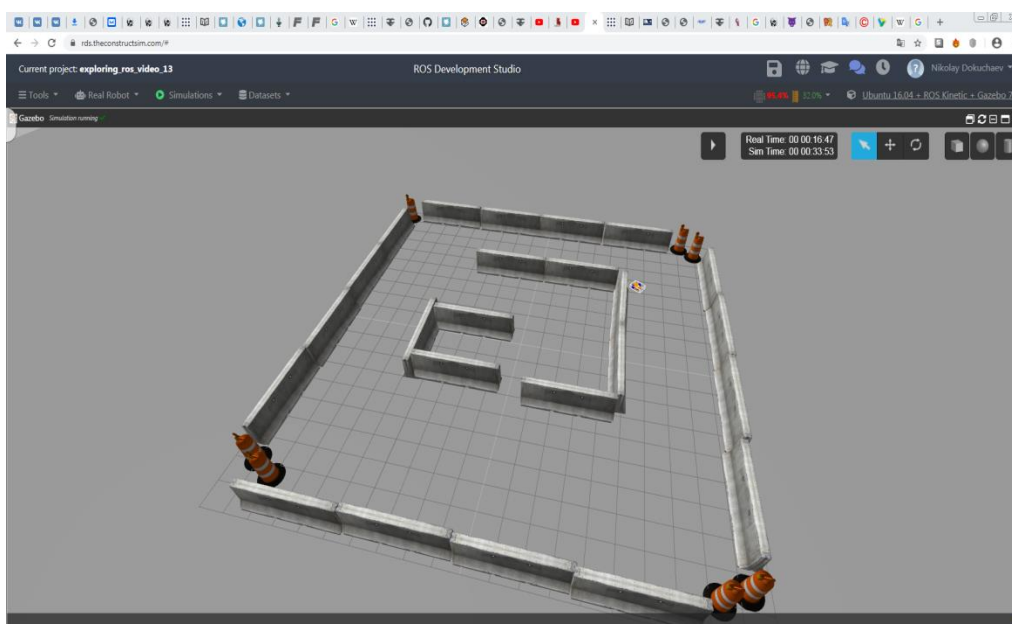 rds.theconstructsim.com/#
Current project: exploring_ros_video_13
ROS Development Studio
Nikolay Dokuchaev
Tools
Real Robot
Simulations
Datasets
32.0%
Ubuntu 16.04 + ROS Kinetic + Gazebo 7
Gazebo Simulation running
Real Time: 00 00:16:47
Sim Time: 00 00:33:53